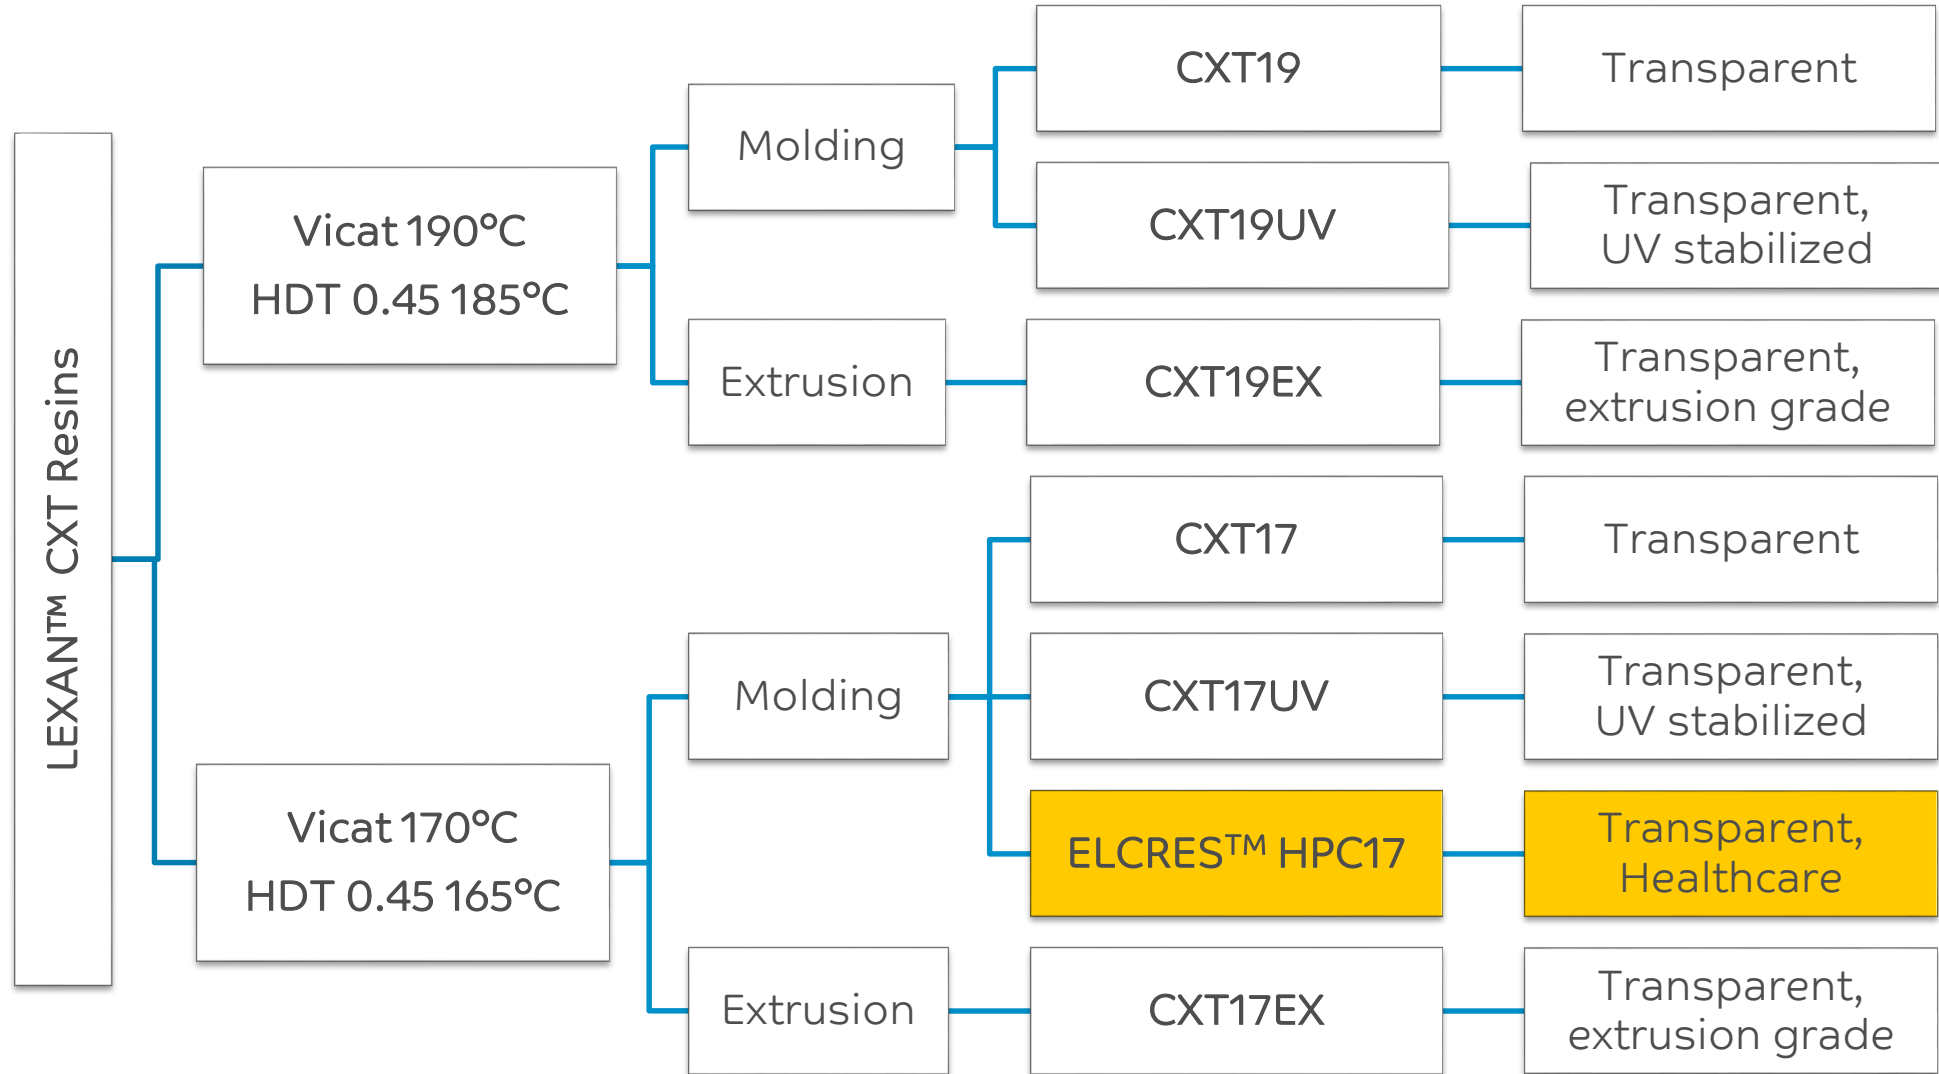 LEXAN™ CXT Resins
Vicat 190°C
HDT 0.45 185°C
Molding
CXT19
Transparent
CXT19UV
Transparent,
UV stabilized
Extrusion
CXT19EX
Transparent,
extrusion grade
Vicat 170°C
HDT 0.45 165°C
Molding
CXT17
Transparent
CXT17UV
Transparent,
UV stabilized
ELCRES™ HPC17
Transparent,
Healthcare
Extrusion
CXT17EX
Transparent,
extrusion grade